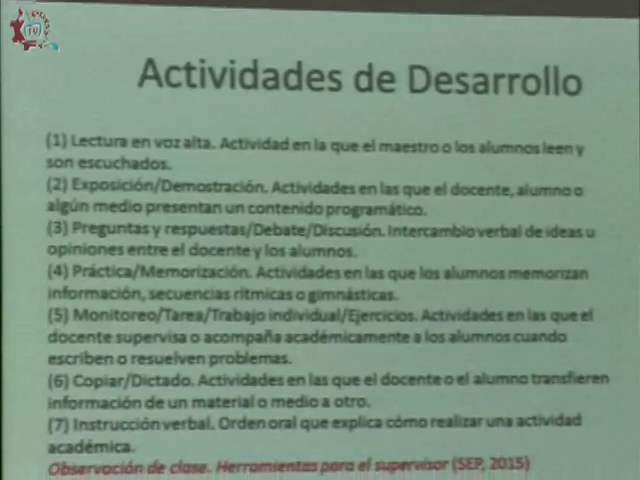 Actividades de Desarrollo
(1) Lectura en voz alta. Actividad en la que el maestro o los alumnos leen y
son escuchados.
(2) Exposición/Demostración. Actividades en las que el docente, alumno o
algún medio presentan un contenido programático.
(3) Preguntas y respuestas/Debate/Discusión. Intercambio verbal de ideas u
opiniones entre el docente y los alumnos.
(4) Práctica/Memorización. Actividades en las que los alumnos memorizan
información, secuencias rítmicas o gimnásticas.
(5) Monitoreo/Tarea/Trabajo individual/Ejercicios. Actividades en las que el
docente supervisa o acompaña académicamente a los alumnos cuando
escriben o resuelven problemas.
(6) Copiar/Dictado. Actividades en las que el docente o el alumno transfieren
información de un material o medio a otro.
(7) Instrucción verbal. Orden oral que explica cómo realizar una actividad
académica.
Observación de clase. Herramientas para el supervisor (SEP, 2015)